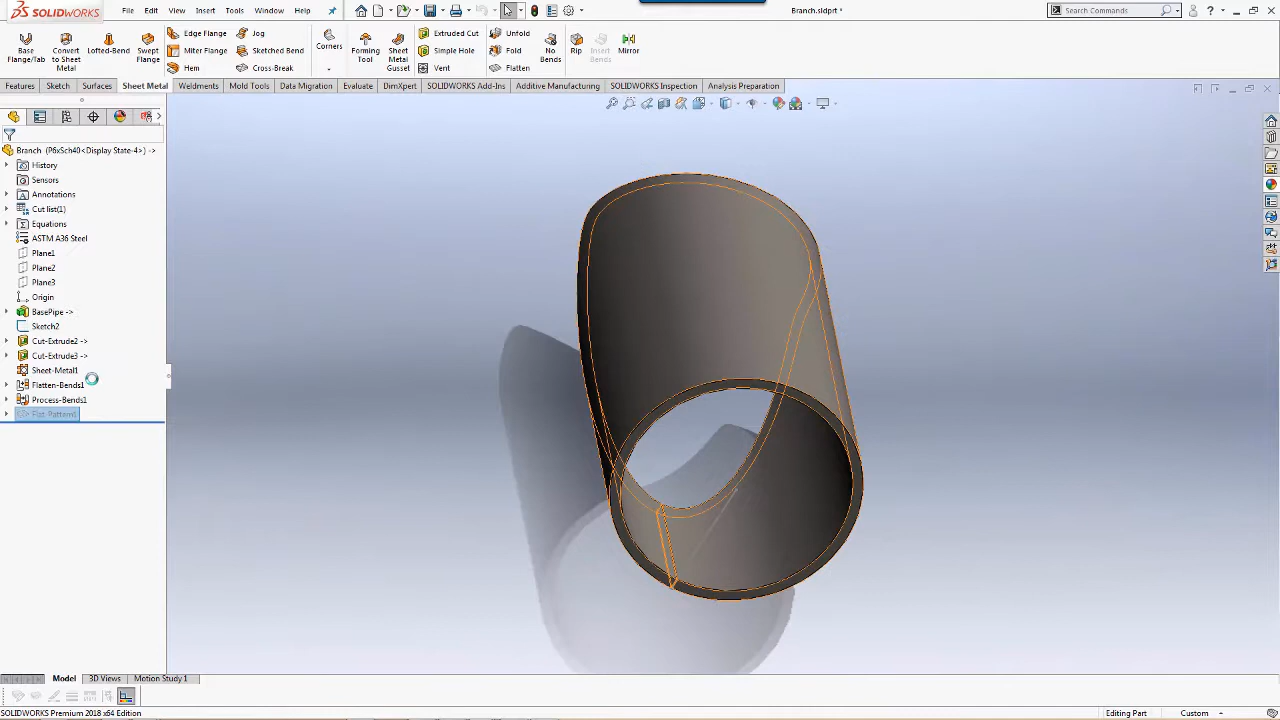 SOLIDWORKS
File Edit View Insert Tools Window Help
Branch.sldprt *
Search Commands
Base Flange/Tab
Convert to Sheet Metal
Lofted-Bend
Swept Flange
Edge Flange
Miter Flange
Hem
Jog
Sketched Bend
Cross-Break
Corners
Forming Tool
Sheet Metal Gusset
Extruded Cut
Simple Hole
Vent
Unfold
Fold
Flatten
No Bends
Rip
Insert Bends
Mirror
Features Sketch Surfaces Sheet Metal Weldments Mold Tools Data Migration Evaluate DimXpert SOLIDWORKS Add-Ins Additive Manufacturing SOLIDWORKS Inspection Analysis Preparation
Branch (P6xSch40<Display State-4>) ->
History
Sensors
Annotations
Cut list(1)
Equations
ASTM A36 Steel
Plane1
Plane2
Plane3
Origin
BasePipe ->
Sketch2
Cut-Extrude2 ->
Cut-Extrude3 ->
Sheet-Metal1
Flatten-Bends1
Process-Bends1
Flat-Pattern1
Model 3D Views Motion Study 1
SOLIDWORKS Premium 2018 x64 Edition
Editing Part
Custom